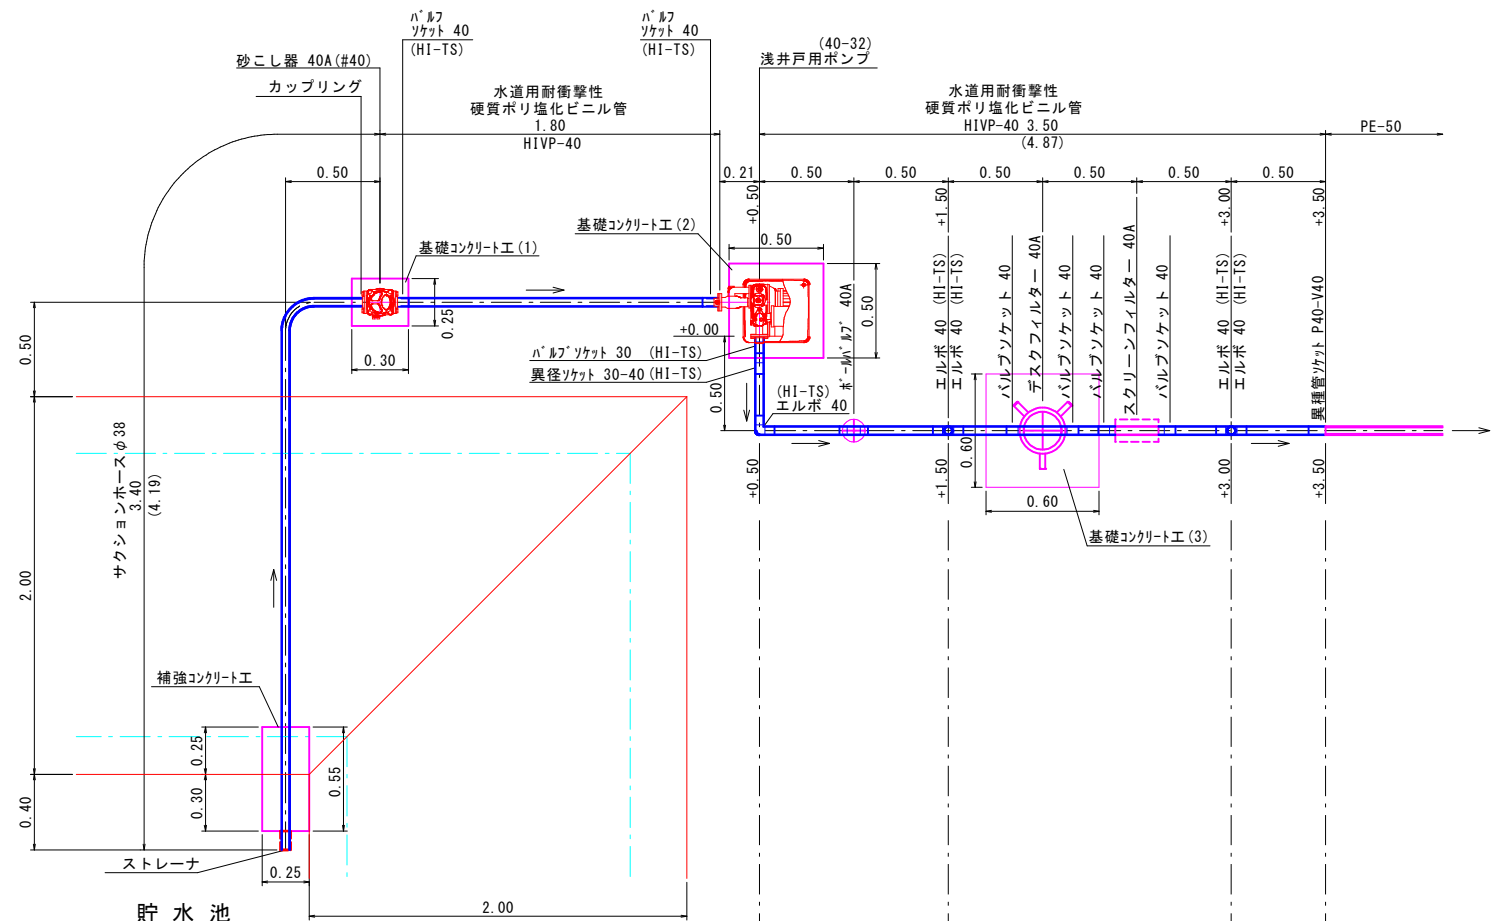 バルブ
ソケット 40
(HI-TS)
バルブ
ソケット 40
(HI-TS)
(40-32)
浅井戸用ポンプ
砂こし器 40A(#40)
カップリング
水道用耐衝撃性
硬質ポリ塩化ビニル管
1.80
HIVP-40
水道用耐衝撃性
硬質ポリ塩化ビニル管
HIVP-40 3.50
(4.87)
PE-50
0.50
0.21
0.50
0.50
0.50
0.50
0.50
0.50
+0.50
+1.50
+3.00
+3.50
基礎コンクリート工(1)
基礎コンクリート工(2)
0.50
0.50
0.25
0.30
+0.00
バルブソケット 30 (HI-TS)
異径ソケット 30-40(HI-TS)
0.50
(HI-TS)
エルボ 40
ボールバルブ 40A
エルボ 40 (HI-TS)
エルボ 40 (HI-TS)
バルブソケット 40
デスクフィルター 40A
バルブソケット 40
バルブソケット 40
スクリーンフィルター 40A
バルブソケット 40
エルボ 40 (HI-TS)
エルボ 40 (HI-TS)
異種管ソケット P40-V40
0.60
0.60
基礎コンクリート工(3)
+0.50
+1.50
+3.00
+3.50
0.50
2.00
0.40
サクションホースφ38
3.40
(4.19)
補強コンクリート工
0.25
0.30
0.55
ストレーナ
0.25
2.00
貯水池